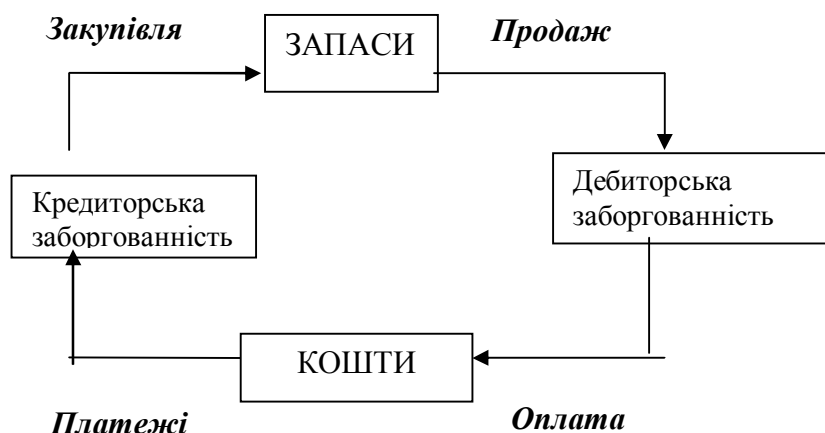 Закупівля
ЗАПАСИ
Продаж
Кредиторська
заборгованність
Дебиторська
заборгованність
КОШТИ
Платежі
Оплата